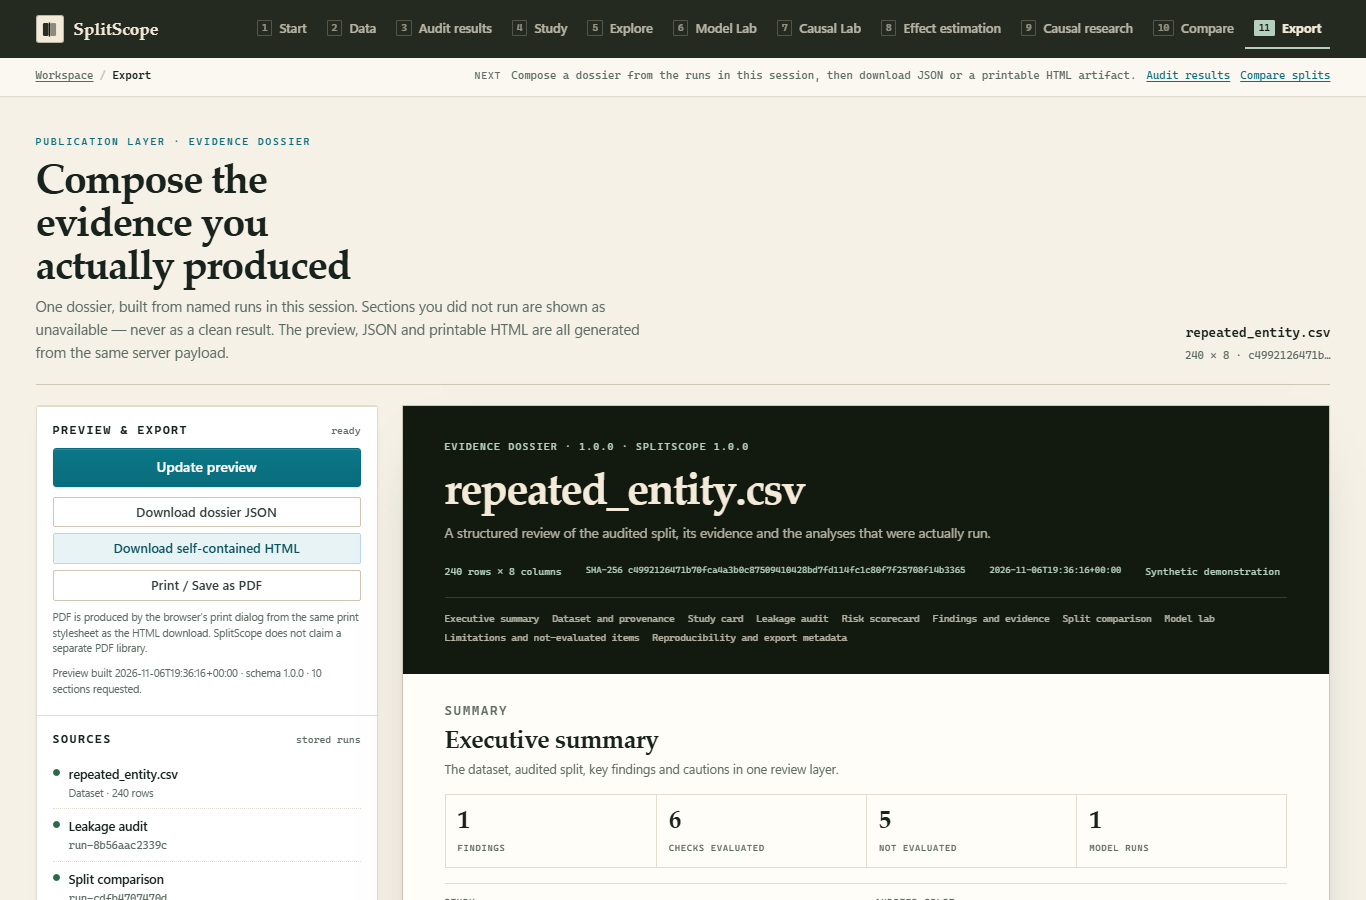 SplitScope
1 Start 2 Data 3 Audit results 4 Study 5 Explore 6 Model Lab 7 Causal Lab 8 Effect estimation 9 Causal research 10 Compare 11 Export
Workspace / Export
NEXT Compose a dossier from the runs in this session, then download JSON or a printable HTML artifact. Audit results Compare splits
PUBLICATION LAYER · EVIDENCE DOSSIER
Compose the
evidence you
actually produced
One dossier, built from named runs in this session. Sections you did not run are shown as
unavailable — never as a clean result. The preview, JSON and printable HTML are all generated
from the same server payload.
repeated_entity.csv
240 × 8 · c4992126471b…
PREVIEW & EXPORT ready
Update preview
Download dossier JSON
Download self-contained HTML
Print / Save as PDF
PDF is produced by the browser's print dialog from the same print
stylesheet as the HTML download. SplitScope does not claim a
separate PDF library.
Preview built 2026-11-06T19:36:16+00:00 · schema 1.0.0 · 10
sections requested.
SOURCES stored runs
repeated_entity.csv
Dataset · 240 rows
Leakage audit
run-8b56aac2339c
Split comparison
run-cdfb4707470d
EVIDENCE DOSSIER · 1.0.0 · SPLITSCOPE 1.0.0
repeated_entity.csv
A structured review of the audited split, its evidence and the analyses that were actually run.
240 rows × 8 columns SHA-256 c4992126471b70fca4a3b0c87509410428bd7fd114fc1c80f7f25708f14b3365 2026-11-06T19:36:16+00:00 Synthetic demonstration
Executive summary Dataset and provenance Study card Leakage audit Risk scorecard Findings and evidence Split comparison Model lab
Limitations and not-evaluated items Reproducibility and export metadata
SUMMARY
Executive summary
The dataset, audited split, key findings and cautions in one review layer.
1 6 5 1
FINDINGS CHECKS EVALUATED NOT EVALUATED MODEL RUNS